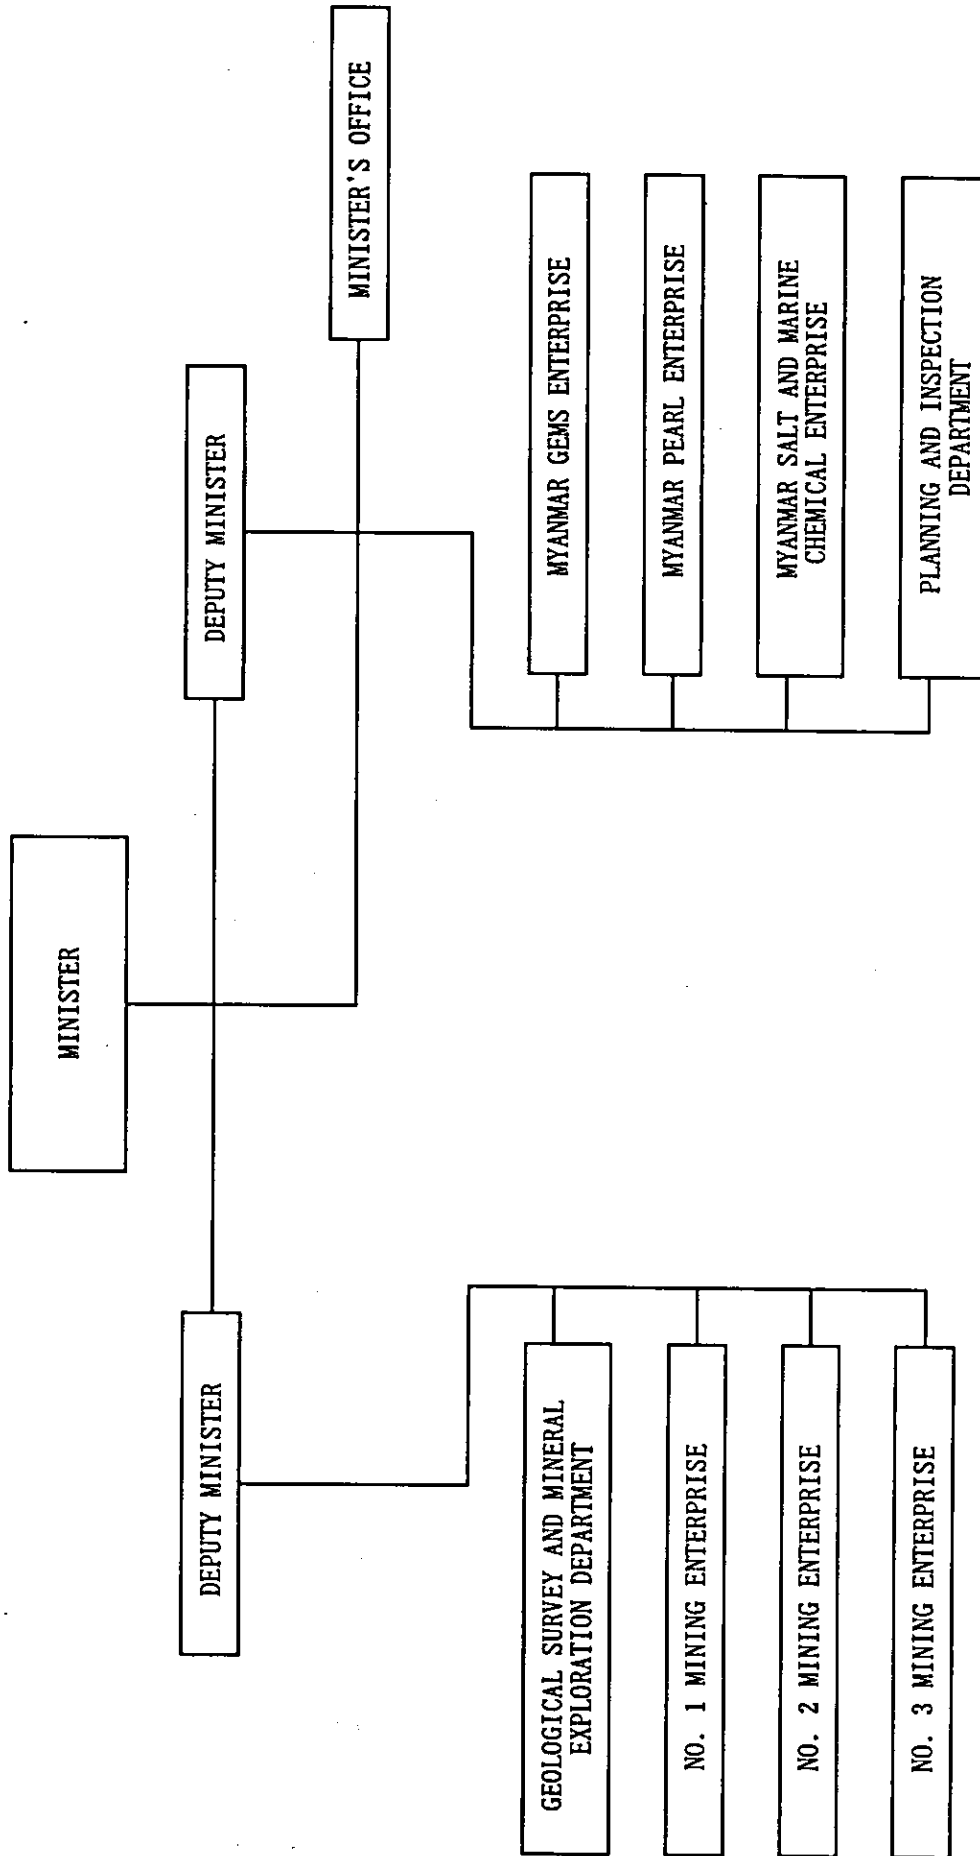 MINISTER
DEPUTY MINISTER
DEPUTY MINISTER
MINISTER'S OFFICE
GEOLOGICAL SURVEY AND MINERAL
EXPLORATION DEPARTMENT
NO. 1 MINING ENTERPRISE
NO. 2 MINING ENTERPRISE
NO. 3 MINING ENTERPRISE
MYANMAR GEMS ENTERPRISE
MYANMAR PEARL ENTERPRISE
MYANMAR SALT AND MARINE
CHEMICAL ENTERPRISE
PLANNING AND INSPECTION
DEPARTMENT